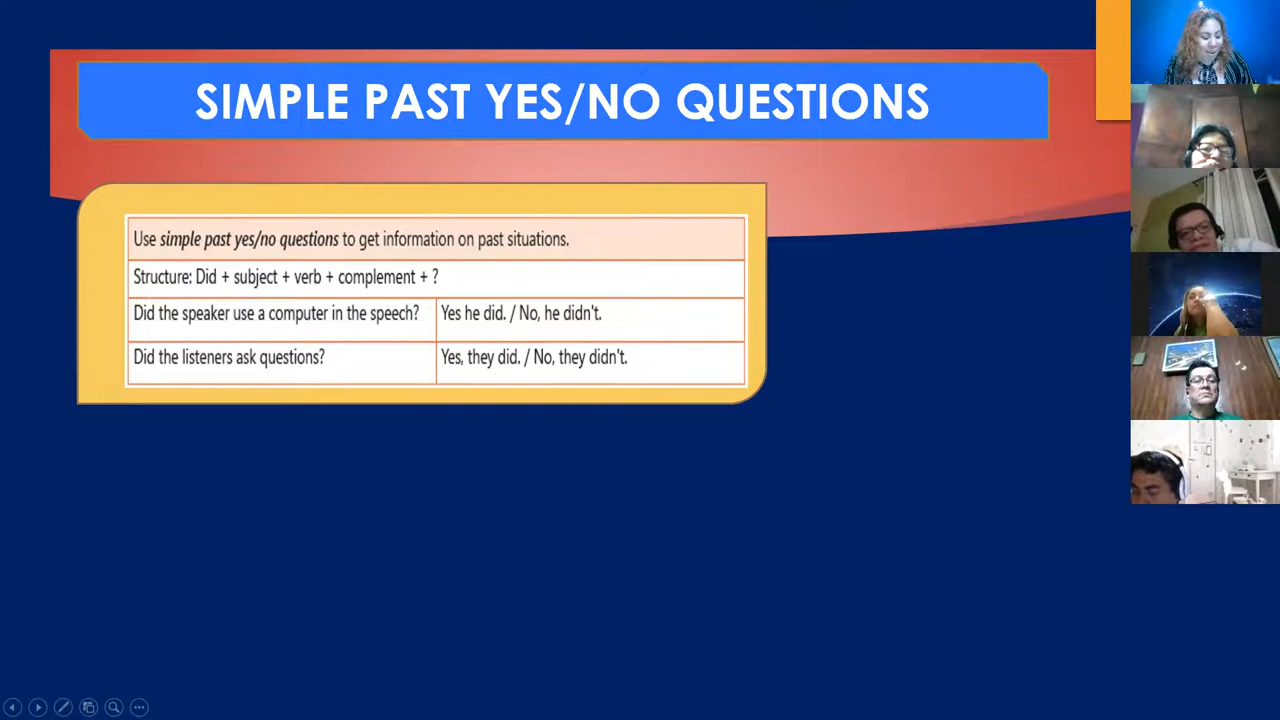 SIMPLE PAST YES/NO QUESTIONS
Use simple past yes/no questions to get information on past situations.
Structure: Did + subject + verb + complement + ?
Did the speaker use a computer in the speech? Yes he did. / No, he didn't.
Did the listeners ask questions? Yes, they did. / No, they didn't.